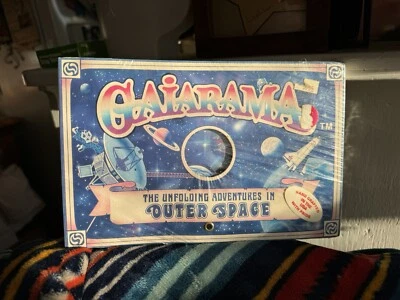 GAIARAMA
TM
THE UNFOLDING ADVENTURES IN
OUTER SPACE